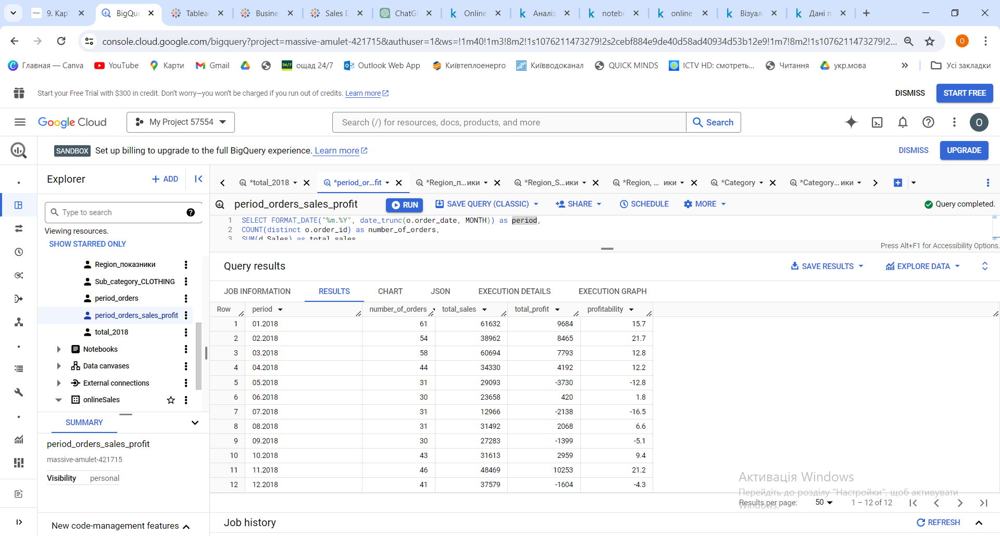 9. Кар'
BigQue
Tablea
Busine
Sales D
ChatGI
Online
Аналіз
notebo
online
Візуал
Дані п
console.cloud.google.com/bigquery?project=massive-amulet-421715&authuser=1&ws=!1m40!1m3!8m2!1s1076211473279!2s2cebf884e9de40d58ad40934d53b12e9!1m7!8m2!1s1076211473279!2...
O
Главная — Canva
YouTube
Карти
Gmail
24/7 ощад 24/7
Outlook Web App
Київтеплоенерго
Київводоканал
QUICK MINDS
ICTV HD: смотреть...
Читання
укр.мова
»
Усі закладки
Start your Free Trial with $300 in credit. Don't worry—you won't be charged if you run out of credits. Learn more
DISMISS
START FREE
Google Cloud
My Project 57554
Search (/) for resources, docs, products, and more
Search
O
SANDBOX Set up billing to upgrade to the full BigQuery experience. Learn more
DISMISS
UPGRADE
Explorer
+ ADD
*total_2018
*period_or...fit
*Region_п...ики
*Region_S...ики
*Region, ... ики
*Category
*Category... ики
Type to search
Viewing resources.
SHOW STARRED ONLY
Region_показники
Sub_category_CLOTHING
period_orders
period_orders_sales_profit
total_2018
Notebooks
Data canvases
External connections
onlineSales
SUMMARY
period_orders_sales_profit
massive-amulet-421715
Visibility personal
New code-management features
period_orders_sales_profit
RUN
SAVE QUERY (CLASSIC)
SHARE
SCHEDULE
MORE
Query completed.
1 SELECT FORMAT_DATE("%m.%Y", date_trunc(o.order_date, MONTH)) as period,
2 COUNT(distinct o.order_id) as number_of_orders,
3 SUM(d.Sales) as total_sales
Press Alt+F1 for Accessibility Options.
Query results
SAVE RESULTS
EXPLORE DATA
JOB INFORMATION RESULTS CHART JSON EXECUTION DETAILS EXECUTION GRAPH
Row period number_of_orders total_sales total_profit profitability
1 01.2018 61 61632 9684 15.7
2 02.2018 54 38962 8465 21.7
3 03.2018 58 60694 7793 12.8
4 04.2018 44 34330 4192 12.2
5 05.2018 31 29093 -3730 -12.8
6 06.2018 30 23658 420 1.8
7 07.2018 31 12966 -2138 -16.5
8 08.2018 31 31492 2068 6.6
9 09.2018 30 27283 -1399 -5.1
10 10.2018 43 31613 2959 9.4
11 11.2018 46 48469 10253 21.2
12 12.2018 41 37579 -1604 -4.3
Активація Windows
Перейдіть до розділу "Настройки", щоб активувати
Windows.
Results per page: 50 1 – 12 of 12
Job history
REFRESH